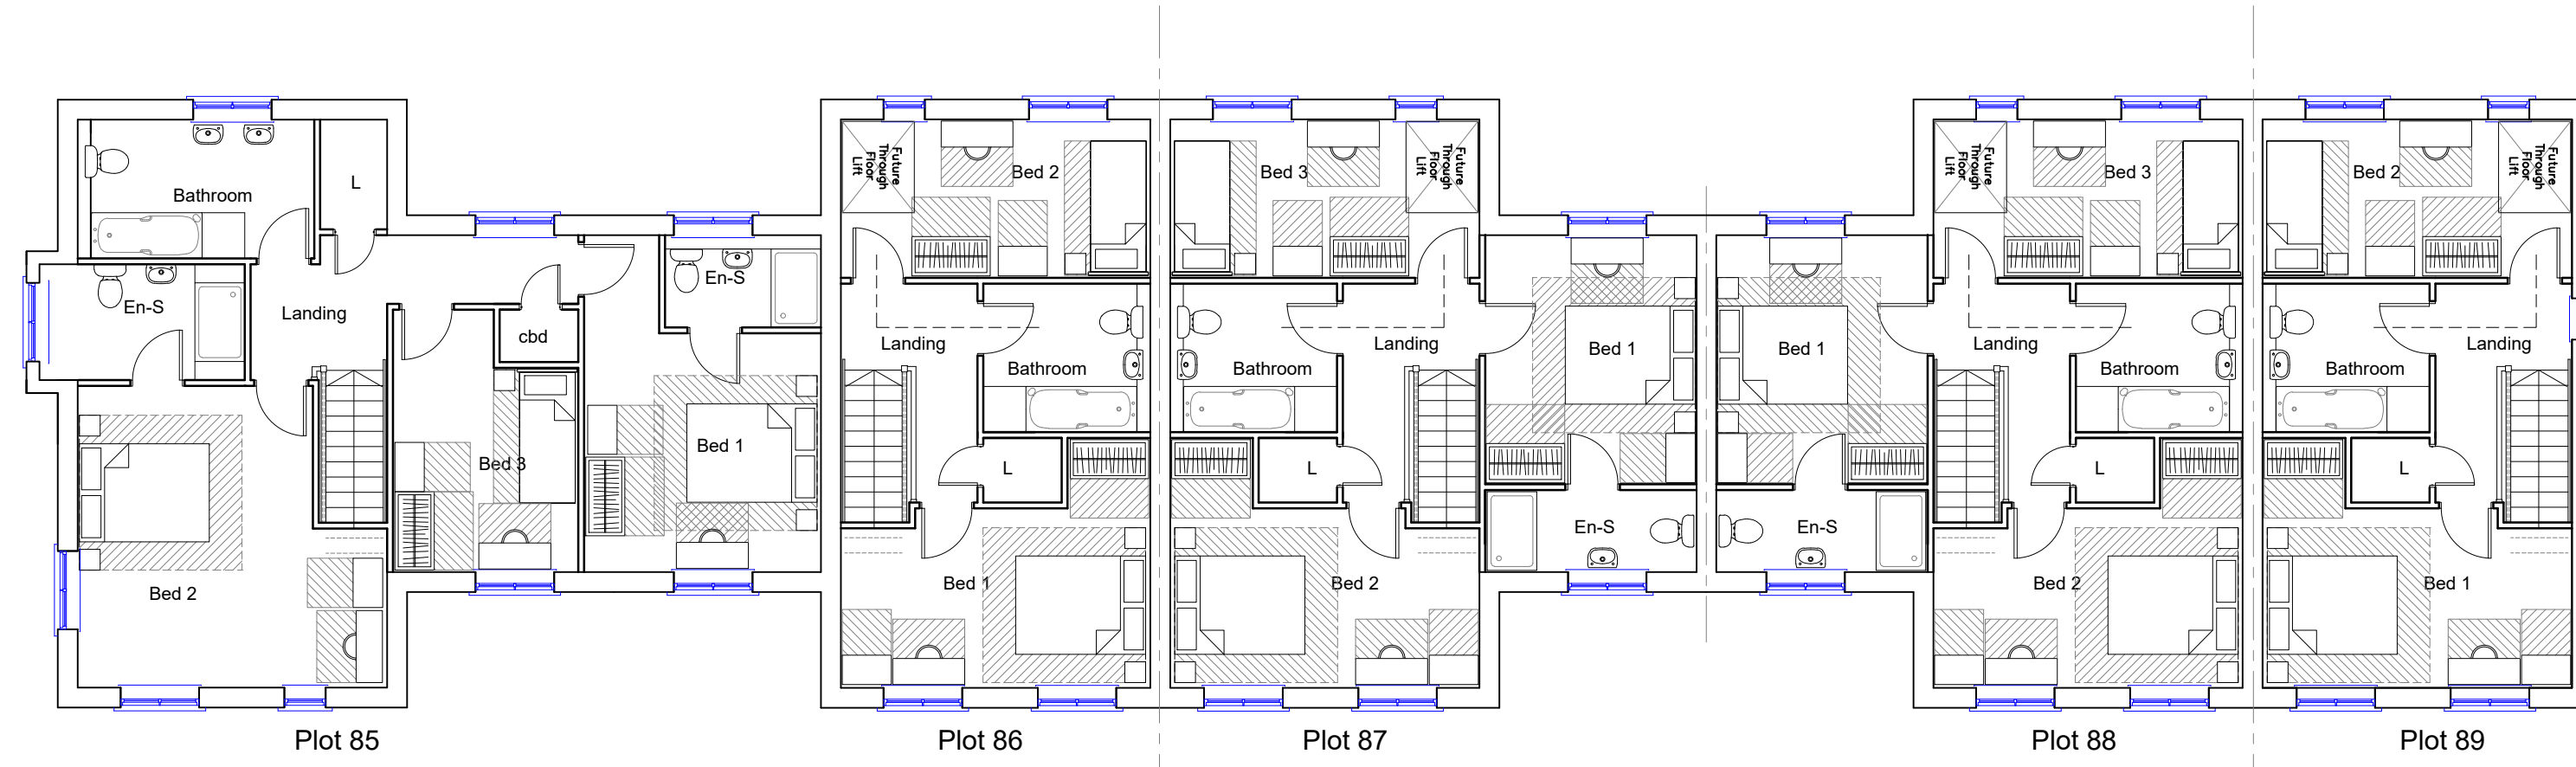 Bathroom
L
En-S
Landing
cbd
En-S
Bed 3
Bed 1
Bed 2
Plot 85
Future
Through
Floor
Lift
Bed 2
Landing
Bathroom
L
Bed 1
Plot 86
Bed 3
Future
Through
Floor
Lift
Bathroom
Landing
L
Bed 2
Bed 1
En-S
Plot 87
Bed 1
En-S
Future
Through
Floor
Lift
Bed 3
Landing
Bathroom
L
Bed 2
Plot 88
Bed 2
Future
Through
Floor
Lift
Bathroom
Landing
L
Bed 1
Plot 89